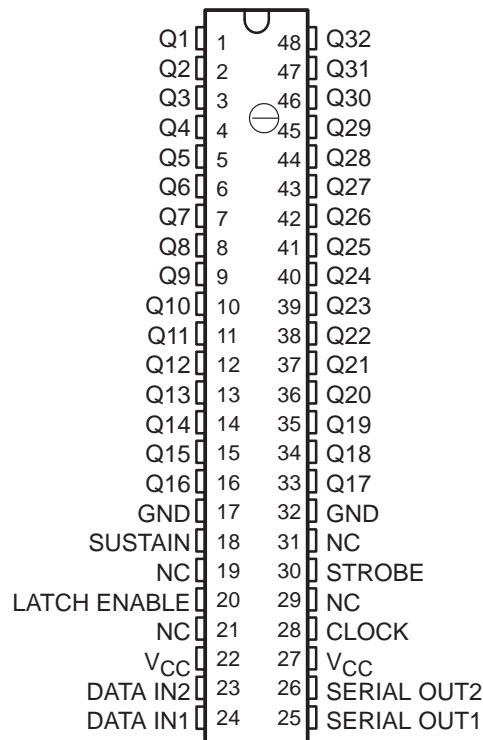 Q1 1 48 Q32
Q2 2 47 Q31
Q3 3 46 Q30
Q4 4 45 Q29
Q5 5 44 Q28
Q6 6 43 Q27
Q7 7 42 Q26
Q8 8 41 Q25
Q9 9 40 Q24
Q10 10 39 Q23
Q11 11 38 Q22
Q12 12 37 Q21
Q13 13 36 Q20
Q14 14 35 Q19
Q15 15 34 Q18
Q16 16 33 Q17
GND 17 32 GND
SUSTAIN 18 31 NC
NC 19 30 STROBE
LATCH ENABLE 20 29 NC
NC 21 28 CLOCK
VCC 22 27 VCC
DATA IN2 23 26 SERIAL OUT2
DATA IN1 24 25 SERIAL OUT1